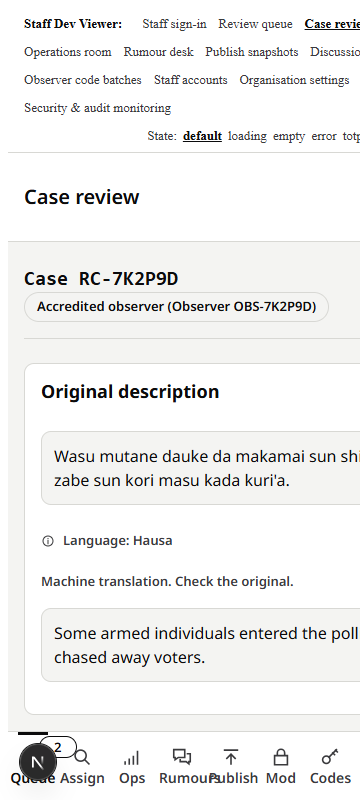 Staff Dev Viewer: Staff sign-in Review queue Case revie
Operations room Rumour desk Publish snapshots Discussio
Observer code batches Staff accounts Organisation settings
Security & audit monitoring
State: default loading empty error totp
Case review
Case RC-7K2P9D
Accredited observer (Observer OBS-7K2P9D)
Original description
Wasu mutane dauke da makamai sun shi
zabe sun kori masu kada kuri'a.
Language: Hausa
Machine translation. Check the original.
Some armed individuals entered the poll
chased away voters.
2
N
Queue Assign Ops Rumours Publish Mod Codes